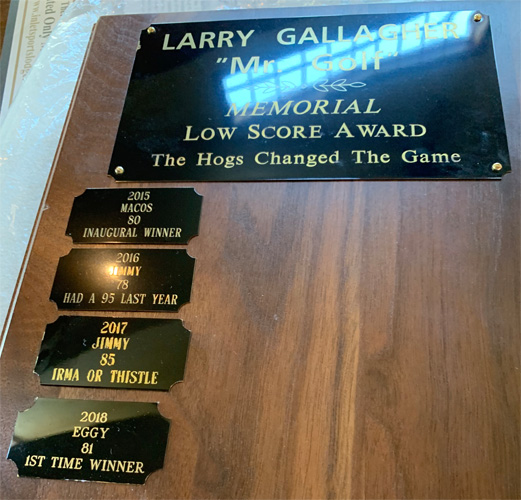 LARRY GALLAGHER
"Mr. Golf"
MEMORIAL
LOW SCORE AWARD
The Hogs Changed The Game
2015
MACOS
80
INAUGURAL WINNER
2016
JIMMY
78
HAD A 95 LAST YEAR
2017
JIMMY
85
IRMA OR THISTLE
2018
EGGY
81
1ST TIME WINNER